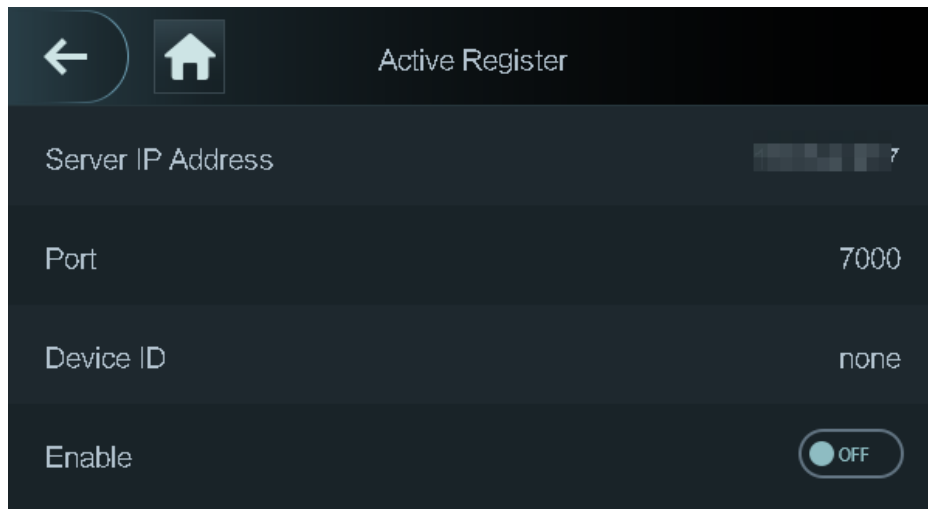 Active Register
Server IP Address
Port 7000
Device ID none
Enable OFF